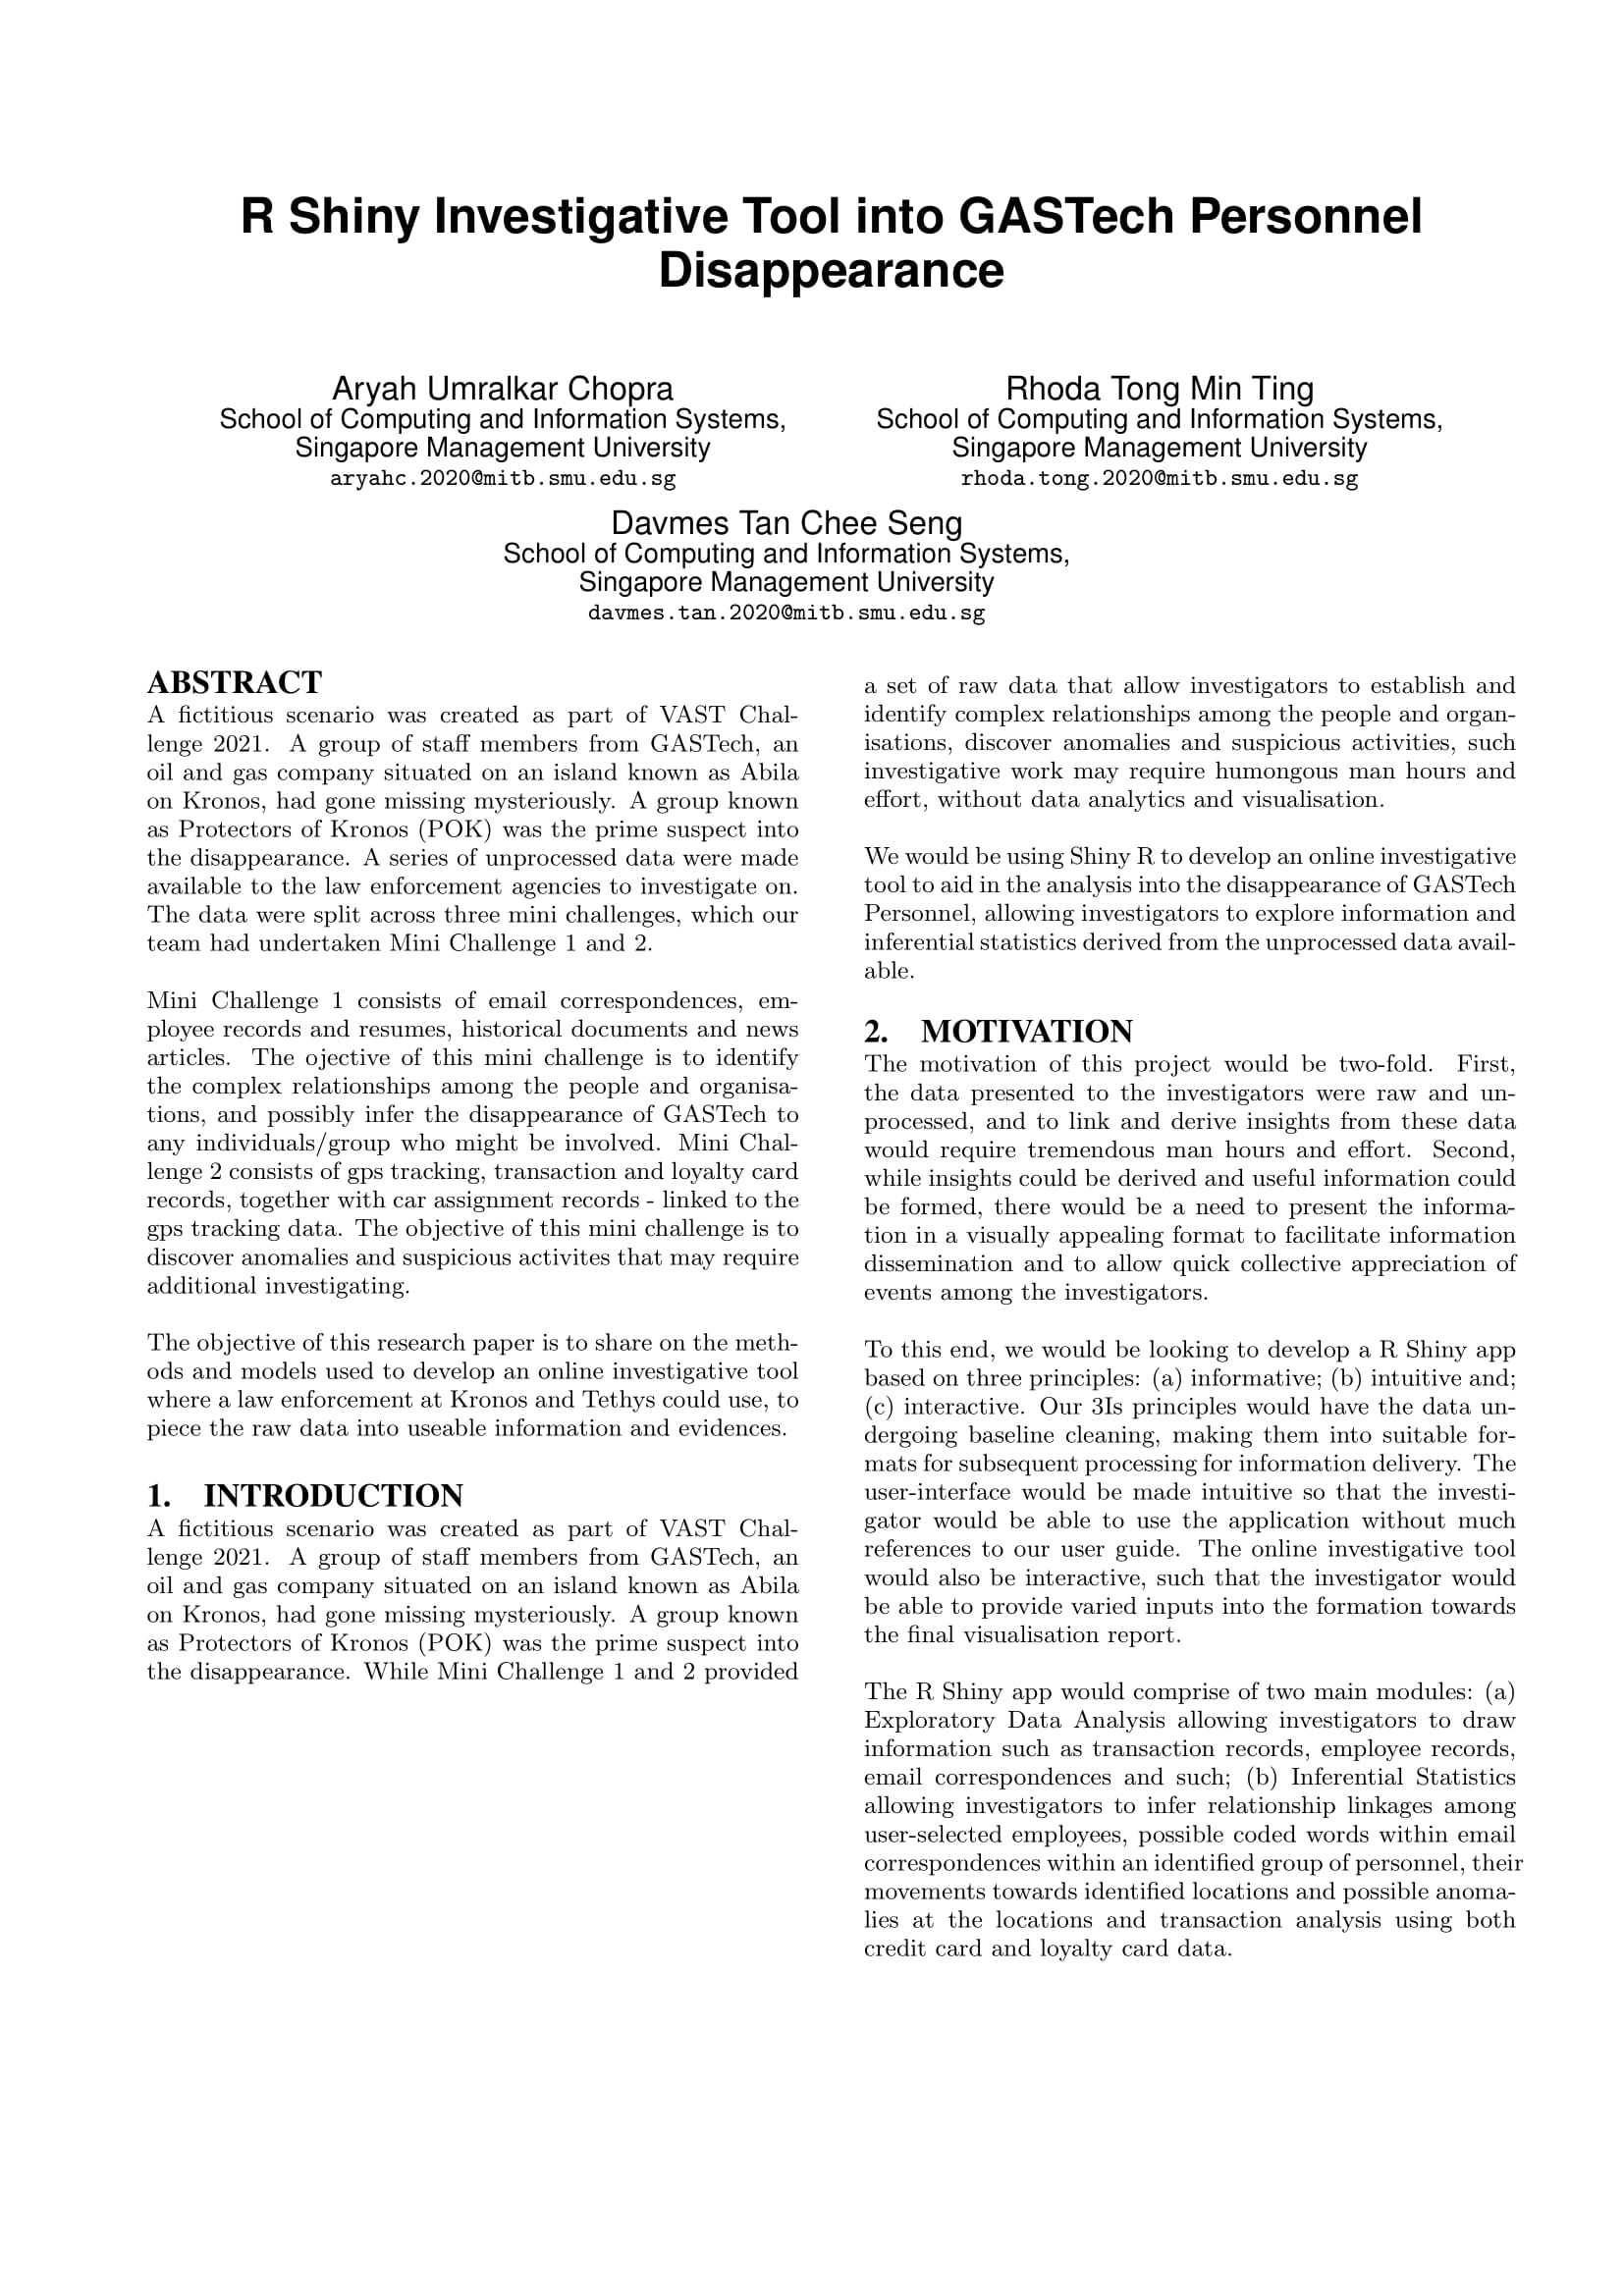 R Shiny Investigative Tool into GASTech Personnel
Disappearance
Aryah Umralkar Chopra
School of Computing and Information Systems,
Singapore Management University
aryahc.2020@mitb.smu.edu.sg
Rhoda Tong Min Ting
School of Computing and Information Systems,
Singapore Management University
rhoda.tong.2020@mitb.smu.edu.sg
Davmes Tan Chee Seng
School of Computing and Information Systems,
Singapore Management University
davmes.tan.2020@mitb.smu.edu.sg
ABSTRACT
A fictitious scenario was created as part of VAST Chal-
lenge 2021. A group of staff members from GASTech, an
oil and gas company situated on an island known as Abila
on Kronos, had gone missing mysteriously. A group known
as Protectors of Kronos (POK) was the prime suspect into
the disappearance. A series of unprocessed data were made
available to the law enforcement agencies to investigate on.
The data were split across three mini challenges, which our
team had undertaken Mini Challenge 1 and 2.
Mini Challenge 1 consists of email correspondences, em-
ployee records and resumes, historical documents and news
articles. The ojective of this mini challenge is to identify
the complex relationships among the people and organisa-
tions, and possibly infer the disappearance of GASTech to
any individuals/group who might be involved. Mini Chal-
lenge 2 consists of gps tracking, transaction and loyalty card
records, together with car assignment records - linked to the
gps tracking data. The objective of this mini challenge is to
discover anomalies and suspicious activites that may require
additional investigating.
The objective of this research paper is to share on the meth-
ods and models used to develop an online investigative tool
where a law enforcement at Kronos and Tethys could use, to
piece the raw data into useable information and evidences.
1. INTRODUCTION
A fictitious scenario was created as part of VAST Chal-
lenge 2021. A group of staff members from GASTech, an
oil and gas company situated on an island known as Abila
on Kronos, had gone missing mysteriously. A group known
as Protectors of Kronos (POK) was the prime suspect into
the disappearance. While Mini Challenge 1 and 2 provided
a set of raw data that allow investigators to establish and
identify complex relationships among the people and organ-
isations, discover anomalies and suspicious activities, such
investigative work may require humongous man hours and
effort, without data analytics and visualisation.
We would be using Shiny R to develop an online investigative
tool to aid in the analysis into the disappearance of GASTech
Personnel, allowing investigators to explore information and
inferential statistics derived from the unprocessed data avail-
able.
2. MOTIVATION
The motivation of this project would be two-fold. First,
the data presented to the investigators were raw and un-
processed, and to link and derive insights from these data
would require tremendous man hours and effort. Second,
while insights could be derived and useful information could
be formed, there would be a need to present the informa-
tion in a visually appealing format to facilitate information
dissemination and to allow quick collective appreciation of
events among the investigators.
To this end, we would be looking to develop a R Shiny app
based on three principles: (a) informative; (b) intuitive and;
(c) interactive. Our 3Is principles would have the data un-
dergoing baseline cleaning, making them into suitable for-
mats for subsequent processing for information delivery. The
user-interface would be made intuitive so that the investi-
gator would be able to use the application without much
references to our user guide. The online investigative tool
would also be interactive, such that the investigator would
be able to provide varied inputs into the formation towards
the final visualisation report.
The R Shiny app would comprise of two main modules: (a)
Exploratory Data Analysis allowing investigators to draw
information such as transaction records, employee records,
email correspondences and such; (b) Inferential Statistics
allowing investigators to infer relationship linkages among
user-selected employees, possible coded words within email
correspondences within an identified group of personnel, their
movements towards identified locations and possible anoma-
lies at the locations and transaction analysis using both
credit card and loyalty card data.